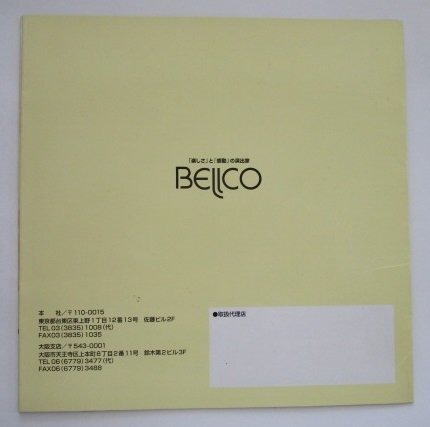 「楽しさ」と「感動」の演出家
BELLCO
本　社／〒110-0015
東京都台東区東上野1丁目12番13号 佐藤ビル2F
TEL03(3835)1008(代)
FAX03(3835)1035
大阪支店／〒543-0001
大阪市天王寺区上本町6丁目2番11号 鈴木第2ビル3F
TEL06(6779)3477(代)
FAX06(6779)3488
●取扱代理店